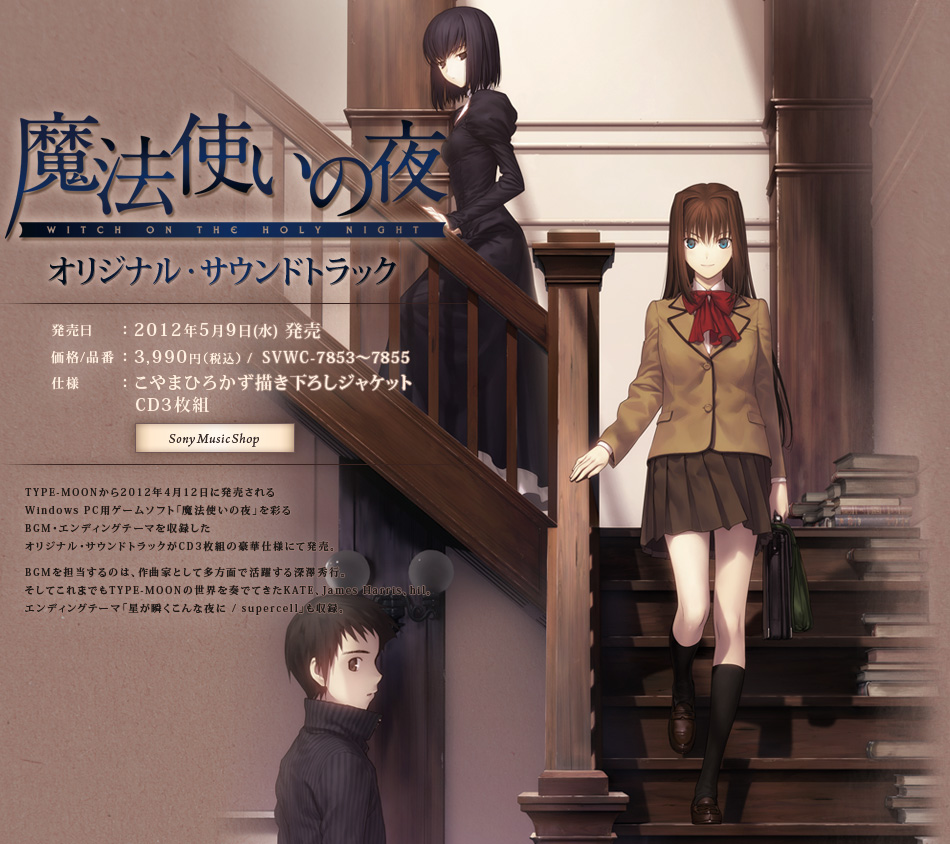 魔法使いの夜
WITCH ON THE HOLY NIGHT
オリジナル・サウンドトラック
発売日 : 2012年5月9日(水) 発売
価格/品番 : 3,990円(税込) / SVWC-7853〜7855
仕様 : こやまひろかず描き下ろしジャケット
CD3枚組
SonyMusicShop
TYPE-MOONから2012年4月12日に発売される
Windows PC用ゲームソフト「魔法使いの夜」を彩る
BGM・エンディングテーマを収録した
オリジナル・サウンドトラックがCD3枚組の豪華仕様にて発売。
BGMを担当するのは、作曲家として多方面で活躍する深澤秀行。
そしてこれまでもTYPE-MOONの世界を奏でてきたKATE、James Harris、hil。
エンディングテーマ「星が瞬くこんな夜に / supercell」も収録。